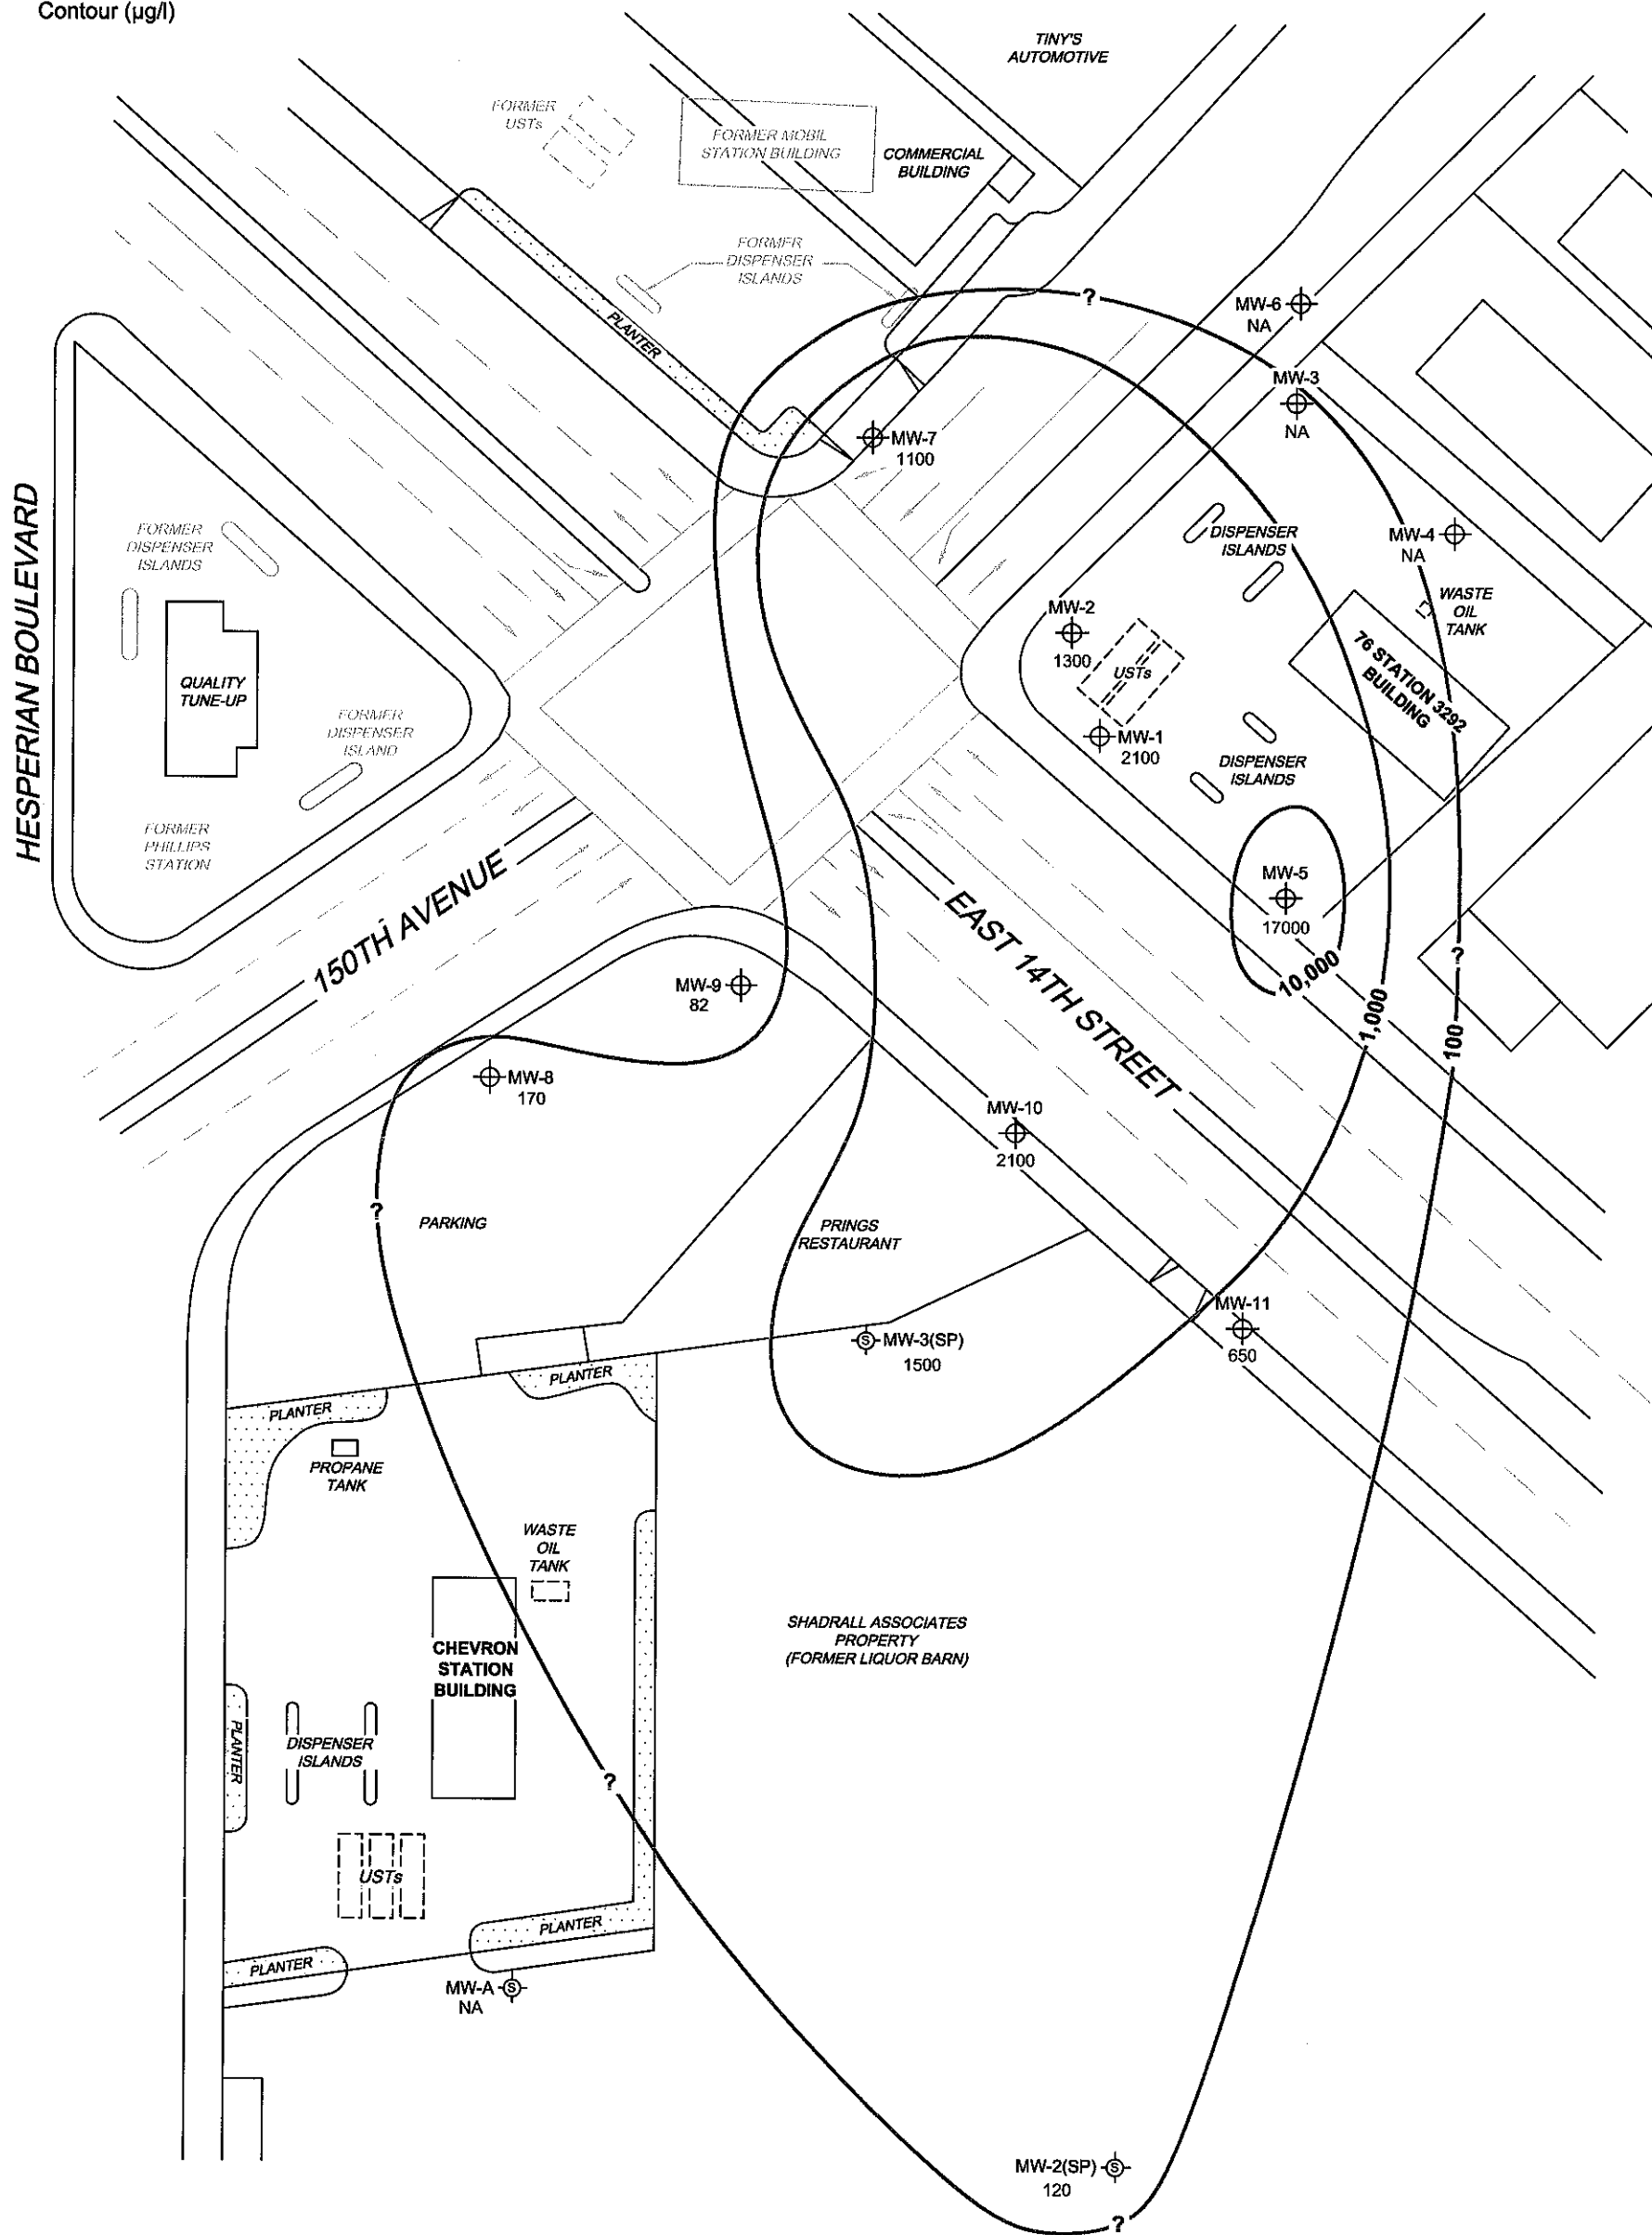 Contour (µg/l)
TINY'S
AUTOMOTIVE
FORMER
USTs
FORMER MOBIL
STATION BUILDING
COMMERCIAL
BUILDING
FORMER
DISPENSER
ISLANDS
PLANTER
?
MW-6
NA
MW-3
NA
MW-7
1100
MW-4
NA
DISPENSER
ISLANDS
WASTE
OIL
TANK
MW-2
1300
USTs
76 STATION 3292
BUILDING
MW-1
2100
DISPENSER
ISLANDS
HESPERIAN BOULEVARD
FORMER
DISPENSER
ISLANDS
QUALITY
TUNE-UP
FORMER
DISPENSER
ISLAND
FORMER
PHILLIPS
STATION
150TH AVENUE
EAST 14TH STREET
MW-5
17000
10,000
1,000
?
100
MW-9
82
MW-8
170
MW-10
2100
?
PARKING
PRINGS
RESTAURANT
MW-11
650
S
MW-3(SP)
1500
PLANTER
PLANTER
PROPANE
TANK
WASTE
OIL
TANK
SHADRALL ASSOCIATES
PROPERTY
(FORMER LIQUOR BARN)
CHEVRON
STATION
BUILDING
PLANTER
DISPENSER
ISLANDS
?
USTs
PLANTER
PLANTER
MW-A
S
NA
MW-2(SP)
S
120
?